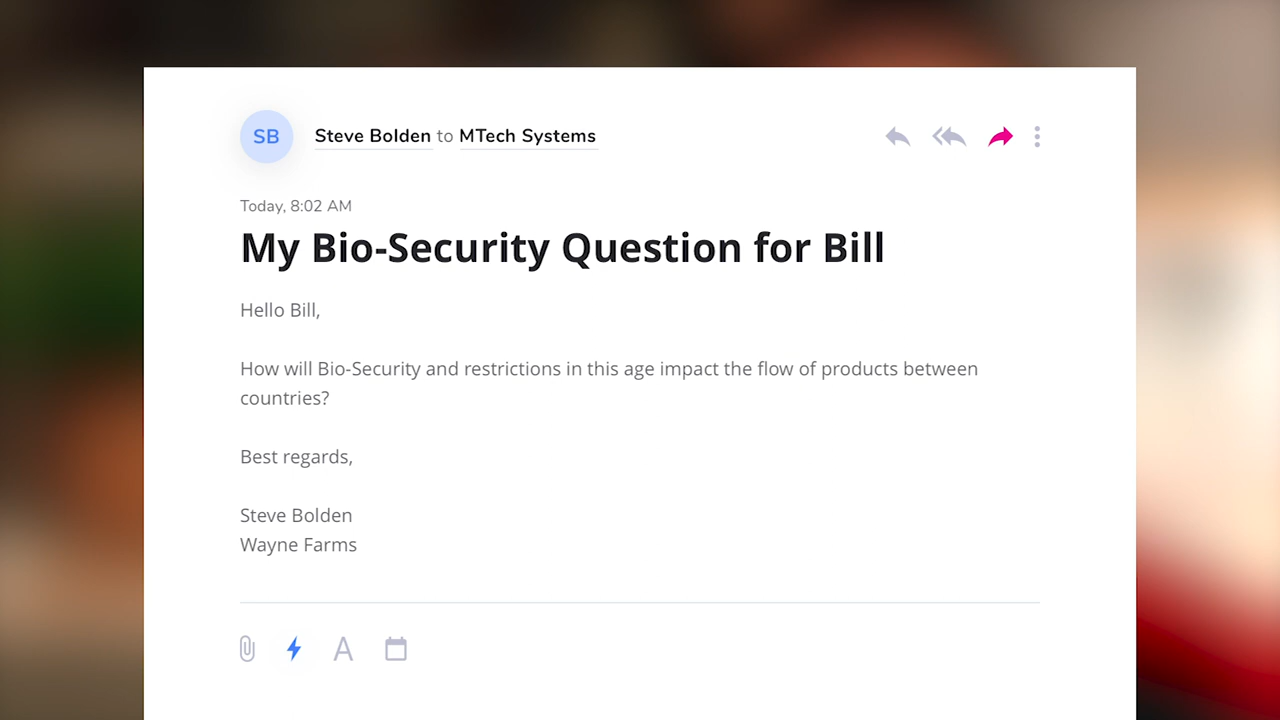 SB
Steve Bolden to MTech Systems
Today, 8:02 AM
My Bio-Security Question for Bill
Hello Bill,
How will Bio-Security and restrictions in this age impact the flow of products between
countries?
Best regards,
Steve Bolden
Wayne Farms
A